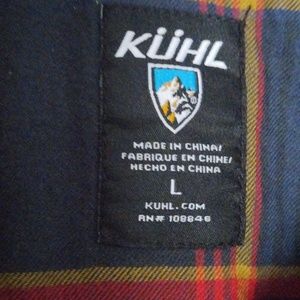 KÜHL
MADE IN CHINA/
FABRIQUE EN CHINE/
HECHO EN CHINA
L
KUHL.COM
RN# 108846